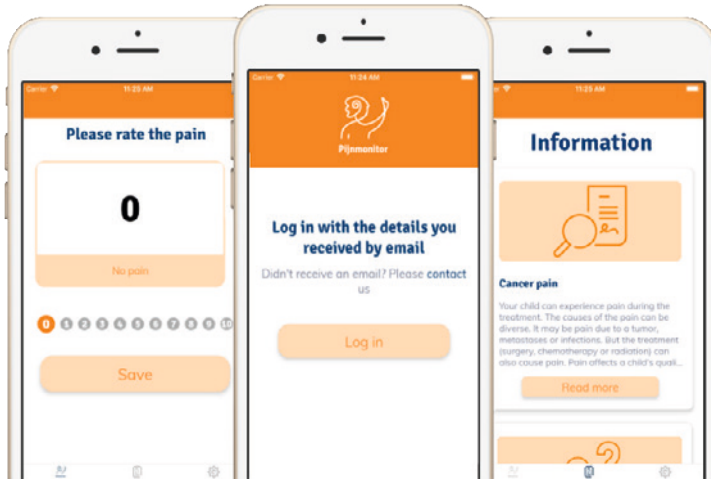 Carrier
11:25 AM
Please rate the pain
0
No pain
0 1 2 3 4 5 6 7 8 9 10
Save
Carrier
11:24 AM
Pijnmonitor
Log in with the details you
received by email
Didn't receive an email? Please contact
us
Log in
11:25 AM
Information
Cancer pain
Your child can experience pain during the
treatment. The causes of the pain can be
diverse. It may be pain due to a tumor,
metastases or infections. But the treatment
(surgery, chemotherapy or radiation) can
also cause pain. Pain affects a child's quali...
Read more